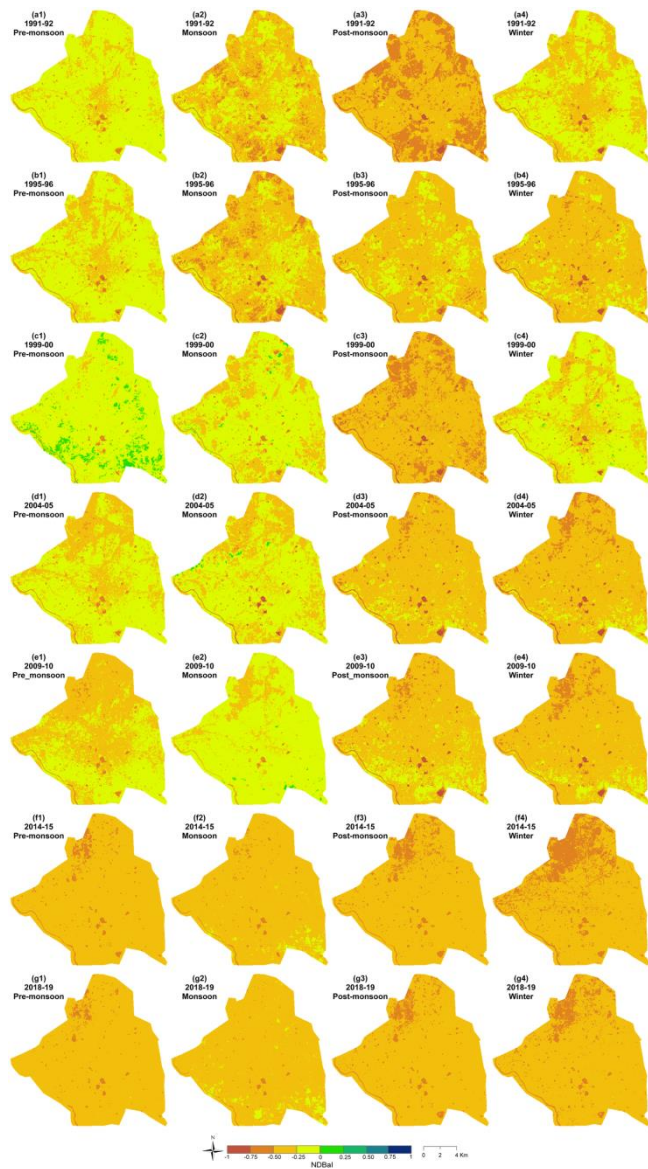 (a1)
1991-92
Pre-monsoon
(a2)
1991-92
Monsoon
(a3)
1991-92
Post-monsoon
(a4)
1991-92
Winter
(b1)
1995-96
Pre-monsoon
(b2)
1995-96
Monsoon
(b3)
1995-96
Post-monsoon
(b4)
1995-96
Winter
(c1)
1999-00
Pre-monsoon
(c2)
1999-00
Monsoon
(c3)
1999-00
Post-monsoon
(c4)
1999-00
Winter
(d1)
2004-05
Pre-monsoon
(d2)
2004-05
Monsoon
(d3)
2004-05
Post-monsoon
(d4)
2004-05
Winter
(e1)
2009-10
Pre_monsoon
(e2)
2009-10
Monsoon
(e3)
2009-10
Post_monsoon
(e4)
2009-10
Winter
(f1)
2014-15
Pre-monsoon
(f2)
2014-15
Monsoon
(f3)
2014-15
Post-monsoon
(f4)
2014-15
Winter
(g1)
2018-19
Pre-monsoon
(g2)
2018-19
Monsoon
(g3)
2018-19
Post-monsoon
(g4)
2018-19
Winter
N
-1 -0.75 -0.50 -0.25 0 0.25 0.50 0.75 1
NDBaI
0 2 4 Km